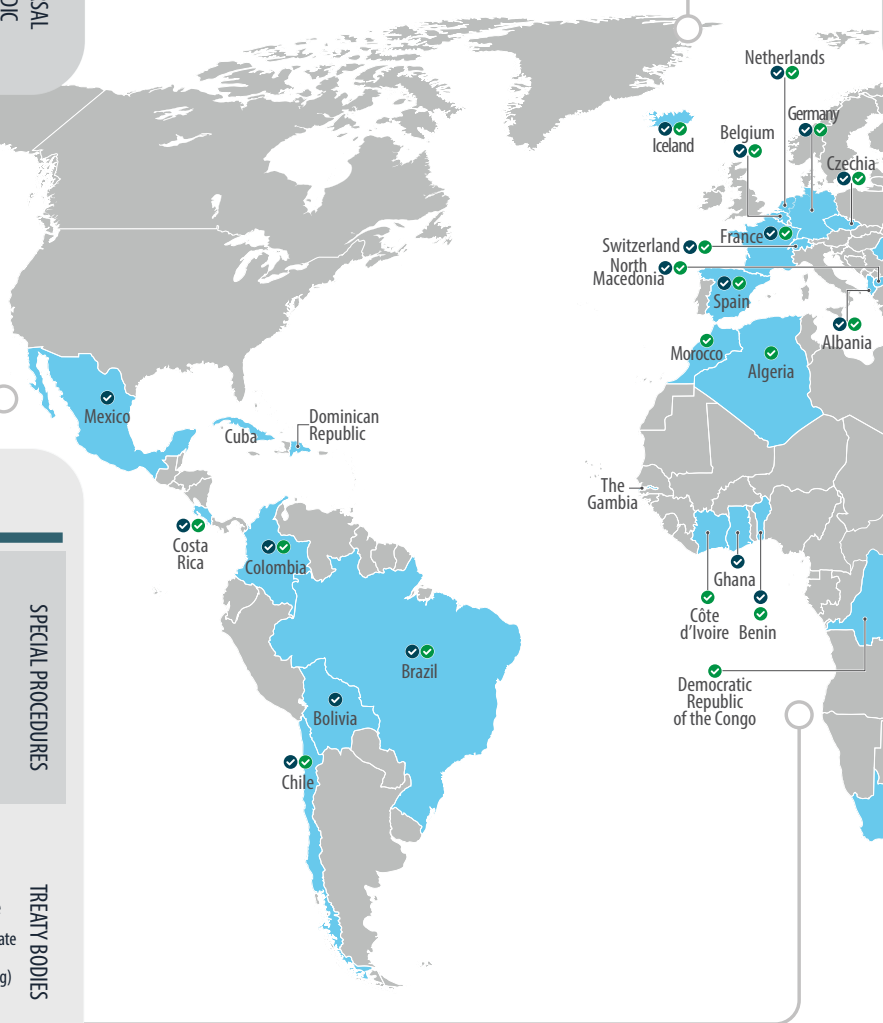 SAL
DIC
Netherlands
Germany
Belgium
Iceland
Czechia
France
Switzerland
North
Macedonia
Spain
Albania
Morocco
Algeria
Mexico
Cuba
Dominican
Republic
The
Gambia
Costa
Rica
Colombia
Ghana
Côte
d'Ivoire
Benin
Brazil
Democratic
Republic
of the Congo
Bolivia
Chile
SPECIAL PROCEDURES
TREATY BODIES
ate
g)